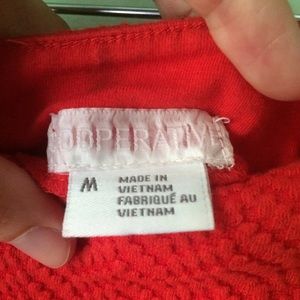 COOPERATIVE
M
MADE IN
VIETNAM
FABRIQUÉ AU
VIETNAM